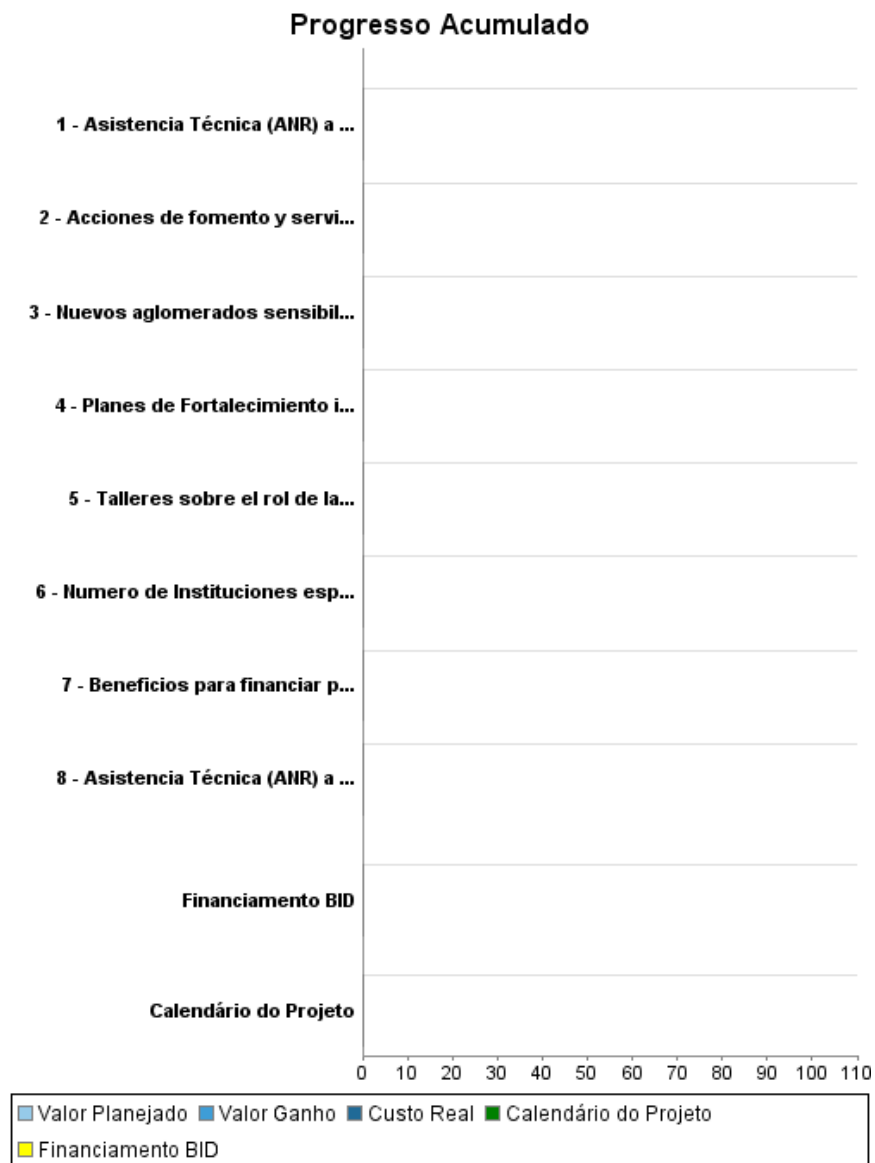 Progresso Acumulado
1 - Asistencia Técnica (ANR) a ...
2 - Acciones de fomento y servi...
3 - Nuevos aglomerados sensibil...
4 - Planes de Fortalecimiento i...
5 - Talleres sobre el rol de la...
6 - Numero de Instituciones esp...
7 - Beneficios para financiar p...
8 - Asistencia Técnica (ANR) a ...
Financiamento BID
Calendário do Projeto
0 10 20 30 40 50 60 70 80 90 100 110
Valor Planejado Valor Ganho Custo Real Calendário do Projeto
Financiamento BID